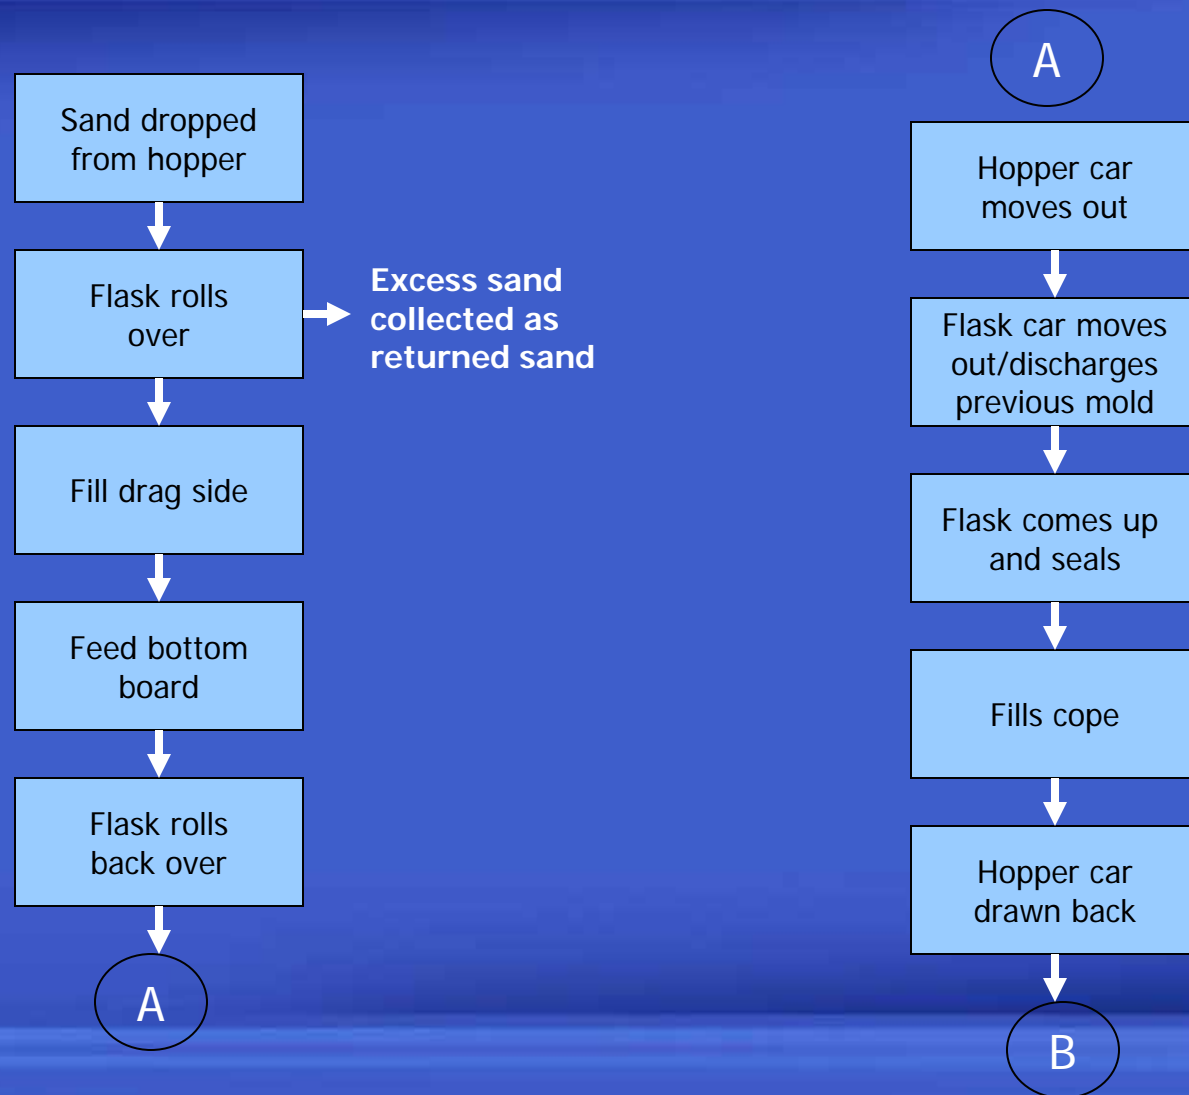 Sand dropped
from hopper
Flask rolls
over
Excess sand
collected as
returned sand
Fill drag side
Feed bottom
board
Flask rolls
back over
A
A
Hopper car
moves out
Flask car moves
out/discharges
previous mold
Flask comes up
and seals
Fills cope
Hopper car
drawn back
B